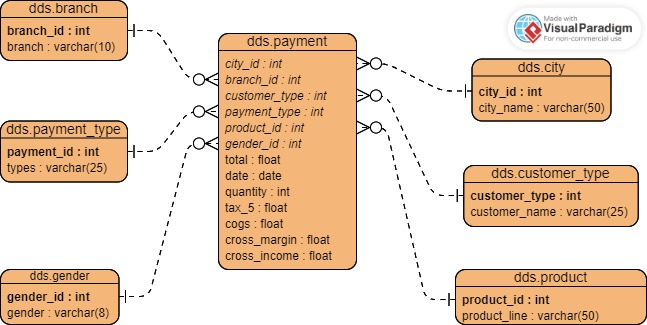 dds.branch
branch_id : int
branch : varchar(10)
dds.payment_type
payment_id : int
types : varchar(25)
dds.gender
gender_id : int
gender : varchar(8)
dds.payment
city_id : int
branch_id : int
customer_type : int
payment_type : int
product_id : int
gender_id : int
total : float
date : date
quantity : int
tax_5 : float
cogs : float
cross_margin : float
cross_income : float
Made with
VisualParadigm
For non-commercial use
dds.city
city_id : int
city_name : varchar(50)
dds.customer_type
customer_type : int
customer_name : varchar(25)
dds.product
product_id : int
product_line : varchar(50)